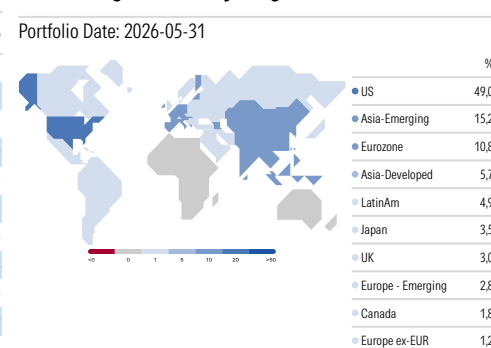 Portfolio Date: 2026-05-31
%
US 49,0
Asia-Emerging 15,2
Eurozone 10,8
Asia-Developed 5,7
LatinAm 4,9
Japan 3,5
UK 3,0
Europe - Emerging 2,8
Canada 1,8
Europe ex-EUR 1,2
<0 0 1 5 10 20 >50